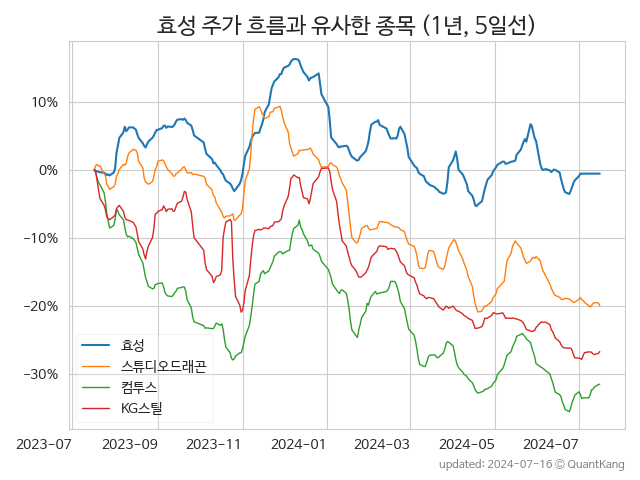 효성 주가 흐름과 유사한 종목 (1년, 5일선)
10%
0%
−10%
−20%
−30%
효성
스튜디오드래곤
컴투스
KG스틸
2023-07 2023-09 2023-11 2024-01 2024-03 2024-05 2024-07
updated: 2024-07-16 © QuantKang